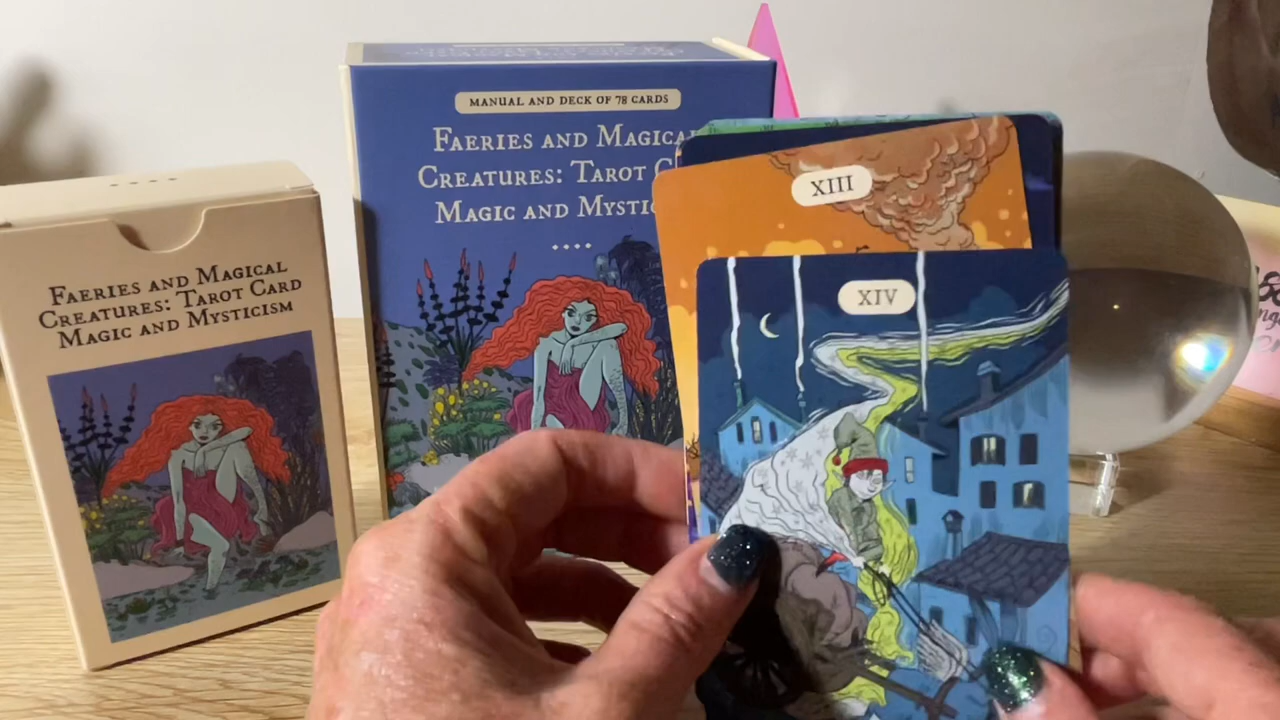 MANUAL AND DECK OF 78 CARDS
FAERIES AND MAGICAL
CREATURES: TAROT
MAGIC AND
FAERIES AND MAGICAL
CREATURES: TAROT CARD
MAGIC AND MYSTICISM
XIII
XIV